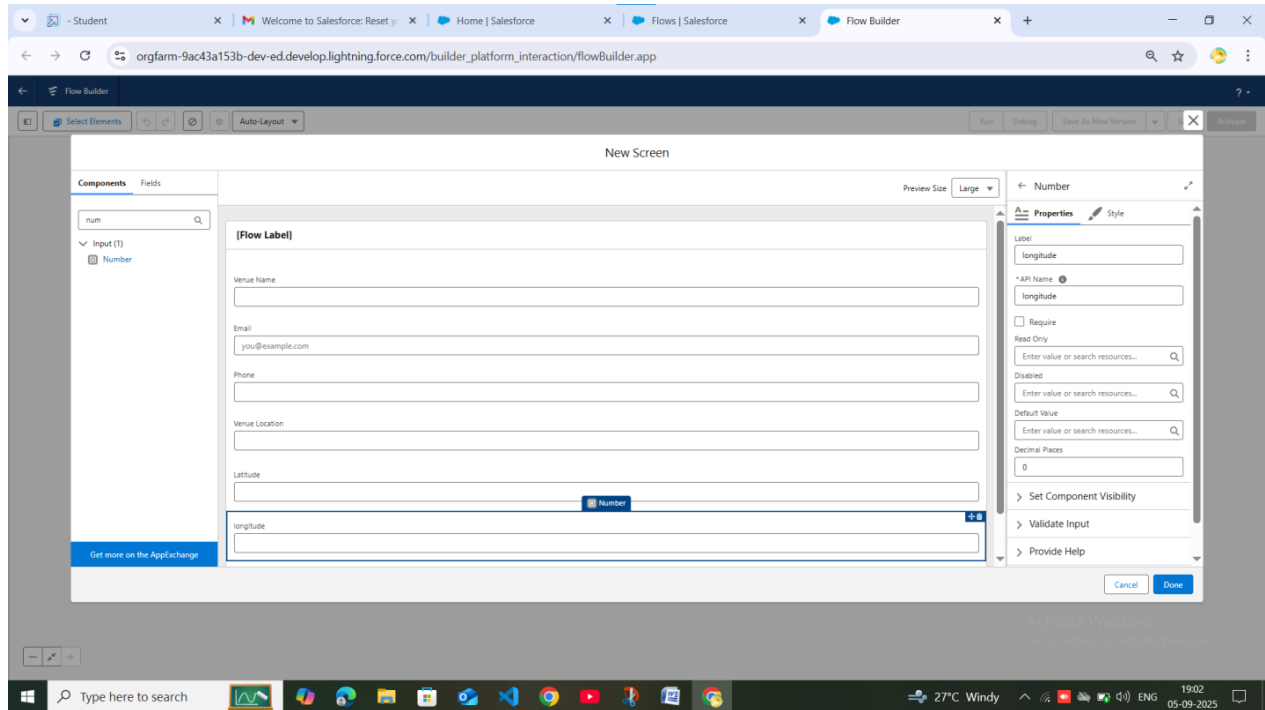 - Student
Welcome to Salesforce: Reset y
Home | Salesforce
Flows | Salesforce
Flow Builder
orgfarm-9ac43a153b-dev-ed.develop.lightning.force.com/builder_platform_interaction/flowBuilder.app
Flow Builder
?
Select Elements
Auto-Layout
Run
Debug
Save As New Version
Activate
New Screen
Components
Fields
Preview Size
Large
Number
num
Input (1)
Number
[Flow Label]
Venue Name
Email
you@example.com
Phone
Venue Location
Latitude
Number
longitude
Properties
Style
Label
longitude
*API Name
longitude
Require
Read Only
Enter value or search resources...
Disabled
Enter value or search resources...
Default Value
Enter value or search resources...
Decimal Places
0
Set Component Visibility
Validate Input
Provide Help
Get more on the AppExchange
Cancel
Done
Activate Windows
Type here to search
27°C Windy
ENG
19:02
05-09-2025